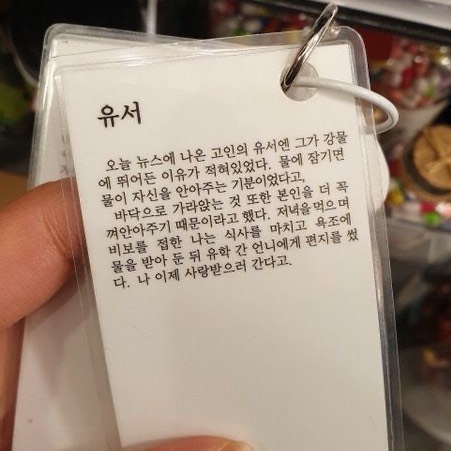 유서
오늘 뉴스에 나온 고인의 유서엔 그가 강물
에 뛰어든 이유가 적혀있었다. 물에 잠기면
물이 자신을 안아주는 기분이었다고,
바닥으로 가라앉는 것 또한 본인을 더 꼭
껴안아주기 때문이라고 했다. 저녁을 먹으며
비보를 접한 나는 식사를 마치고 욕조에
물을 받아 둔 뒤 유학 간 언니에게 편지를 썼
다. 나 이제 사랑받으러 간다고.